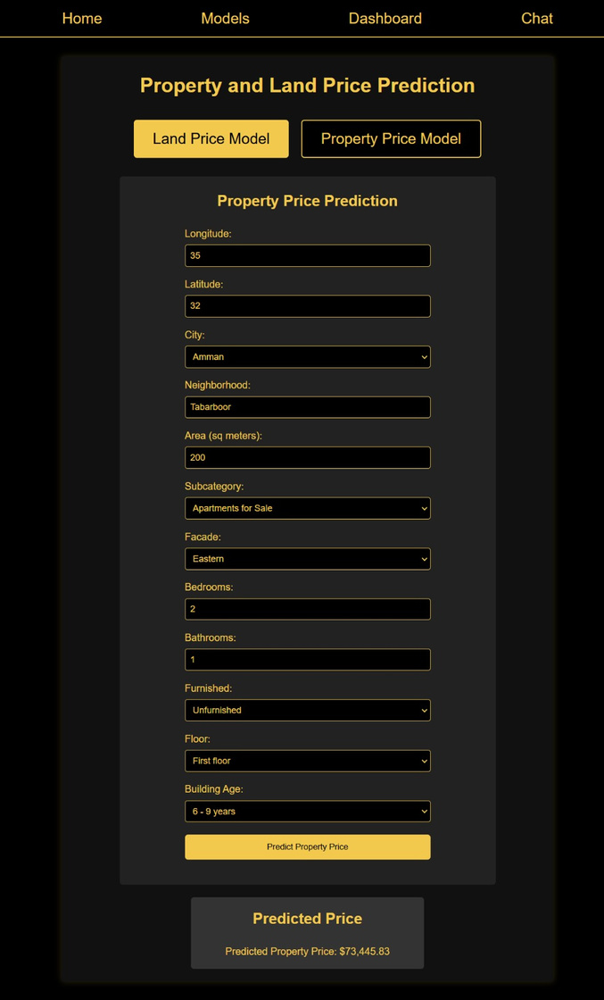 Home Models Dashboard Chat
Property and Land Price Prediction
Land Price Model Property Price Model
Property Price Prediction
Longitude:
35
Latitude:
32
City:
Amman
Neighborhood:
Tabarboor
Area (sq meters):
200
Subcategory:
Apartments for Sale
Facade:
Eastern
Bedrooms:
2
Bathrooms:
1
Furnished:
Unfurnished
Floor:
First floor
Building Age:
6 - 9 years
Predict Property Price
Predicted Price
Predicted Property Price: $73,445.83